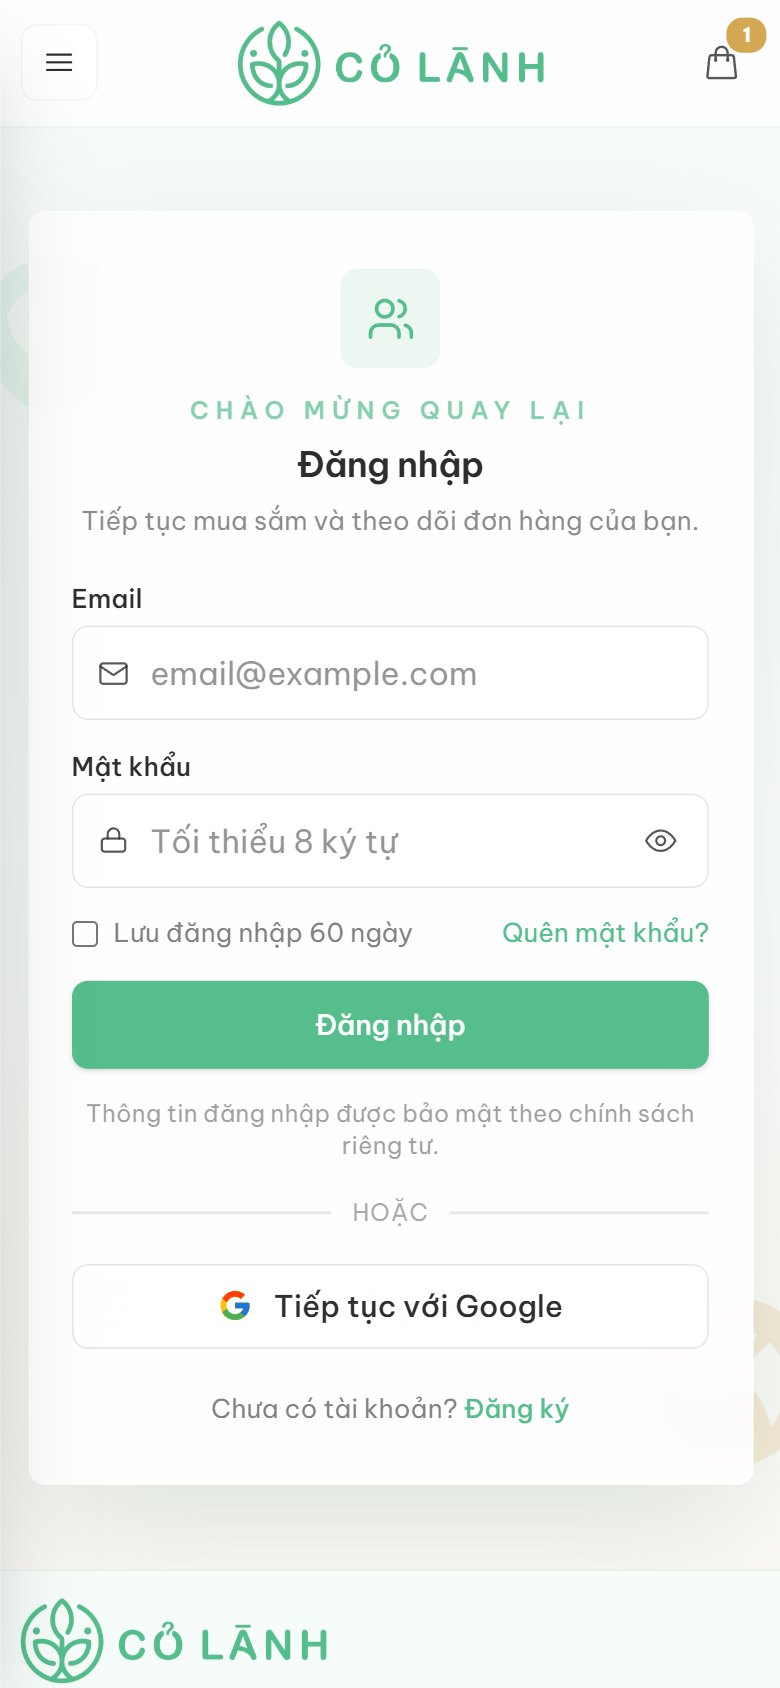 CỎ LÃNH
1
CHÀO MỪNG QUAY LẠI
Đăng nhập
Tiếp tục mua sắm và theo dõi đơn hàng của bạn.
Email
email@example.com
Mật khẩu
Tối thiểu 8 ký tự
Lưu đăng nhập 60 ngày Quên mật khẩu?
Đăng nhập
Thông tin đăng nhập được bảo mật theo chính sách
riêng tư.
HOẶC
Tiếp tục với Google
Chưa có tài khoản? Đăng ký
CỎ LÃNH